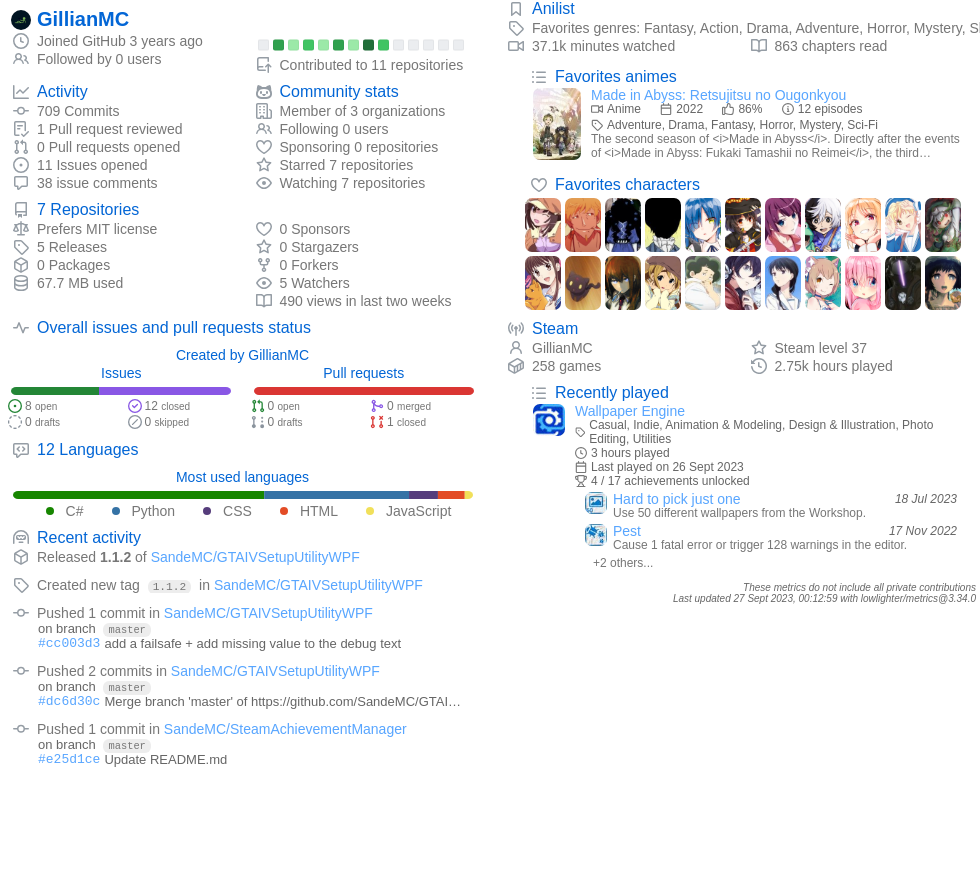 GillianMC
Joined GitHub 3 years ago
Followed by 0 users
Contributed to 11 repositories
Activity
709 Commits
1 Pull request reviewed
0 Pull requests opened
11 Issues opened
38 issue comments
Community stats
Member of 3 organizations
Following 0 users
Sponsoring 0 repositories
Starred 7 repositories
Watching 7 repositories
7 Repositories
Prefers MIT license
5 Releases
0 Packages
67.7 MB used
0 Sponsors
0 Stargazers
0 Forkers
5 Watchers
490 views in last two weeks
Overall issues and pull requests status
Created by GillianMC
Issues
8 open
12 closed
0 drafts
0 skipped
Pull requests
0 open
0 merged
0 drafts
1 closed
12 Languages
Most used languages
C#
Python
CSS
HTML
JavaScript
Recent activity
Released 1.1.2 of SandeMC/GTAIVSetupUtilityWPF
Created new tag 1.1.2 in SandeMC/GTAIVSetupUtilityWPF
Pushed 1 commit in SandeMC/GTAIVSetupUtilityWPF
on branch master
#cc003d3 add a failsafe + add missing value to the debug text
Pushed 2 commits in SandeMC/GTAIVSetupUtilityWPF
on branch master
#dc6d30c Merge branch 'master' of https://github.com/SandeMC/GTAI…
Pushed 1 commit in SandeMC/SteamAchievementManager
on branch master
#e25d1ce Update README.md
Anilist
Favorites genres: Fantasy, Action, Drama, Adventure, Horror, Mystery,
37.1k minutes watched
863 chapters read
Favorites animes
Made in Abyss: Retsujitsu no Ougonkyou
Anime 2022 86% 12 episodes
Adventure, Drama, Fantasy, Horror, Mystery, Sci-Fi
The second season of <i>Made in Abyss</i>. Directly after the events
of <i>Made in Abyss: Fukaki Tamashii no Reimei</i>, the third…
Favorites characters
Steam
GillianMC
258 games
Steam level 37
2.75k hours played
Recently played
Wallpaper Engine
Casual, Indie, Animation & Modeling, Design & Illustration, Photo
Editing, Utilities
3 hours played
Last played on 26 Sept 2023
4 / 17 achievements unlocked
Hard to pick just one 18 Jul 2023
Use 50 different wallpapers from the Workshop.
Pest 17 Nov 2022
Cause 1 fatal error or trigger 128 warnings in the editor.
+2 others...
These metrics do not include all private contributions
Last updated 27 Sept 2023, 00:12:59 with lowlighter/metrics@3.34.0